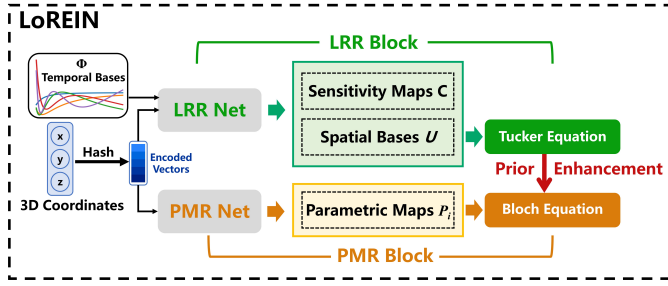 LoREIN
LRR Block
Φ
Temporal Bases
LRR Net
Sensitivity Maps C
Spatial Bases U
Tucker Equation
x
y
z
Hash
Encoded
Vectors
3D Coordinates
Prior Enhancement
PMR Net
Parametric Maps Pi
Bloch Equation
PMR Block